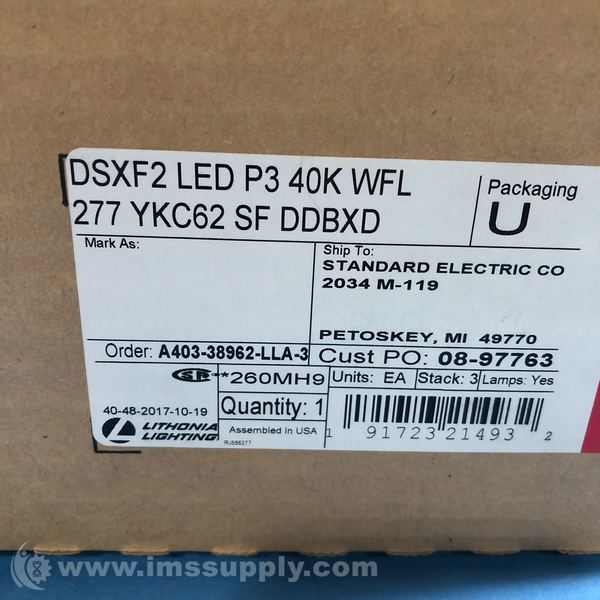 DSXF2 LED P3 40K WFL
277 YKC62 SF DDBXD
Packaging
U
Mark As:
Ship To:
STANDARD ELECTRIC CO
2034 M-119
PETOSKEY, MI 49770
Order: A403-38962-LLA-3
Cust PO: 08-97763
**260MH9
Units: EA
Stack: 3
Lamps: Yes
40-48-2017-10-19
Quantity: 1
LITHONIA
LIGHTING
Assembled In USA
1 91723 21493 2
www.imssupply.com